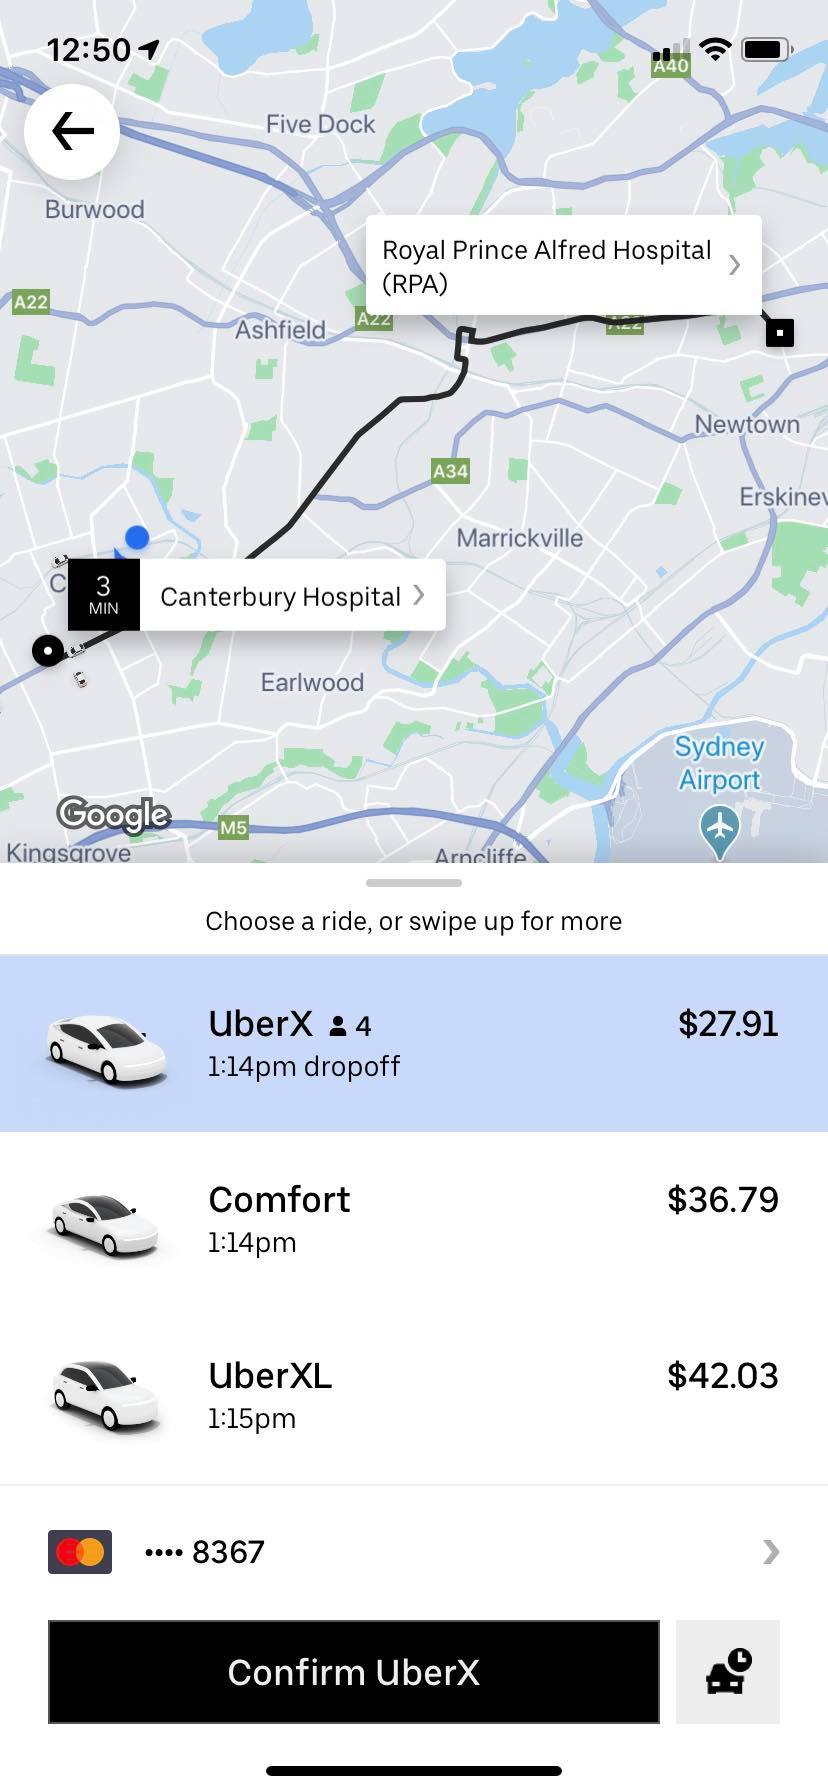 12:50
A40
Five Dock
Burwood
Royal Prince Alfred Hospital
(RPA)
A22
A22
A22
Ashfield
Newtown
A34
Erskinev
Marrickville
C
3
MIN
Canterbury Hospital
Earlwood
Sydney
Airport
Google
M5
Kingsgrove
Arncliffe
Choose a ride, or swipe up for more
UberX 4
$27.91
1:14pm dropoff
Comfort
$36.79
1:14pm
UberXL
$42.03
1:15pm
•••• 8367
Confirm UberX